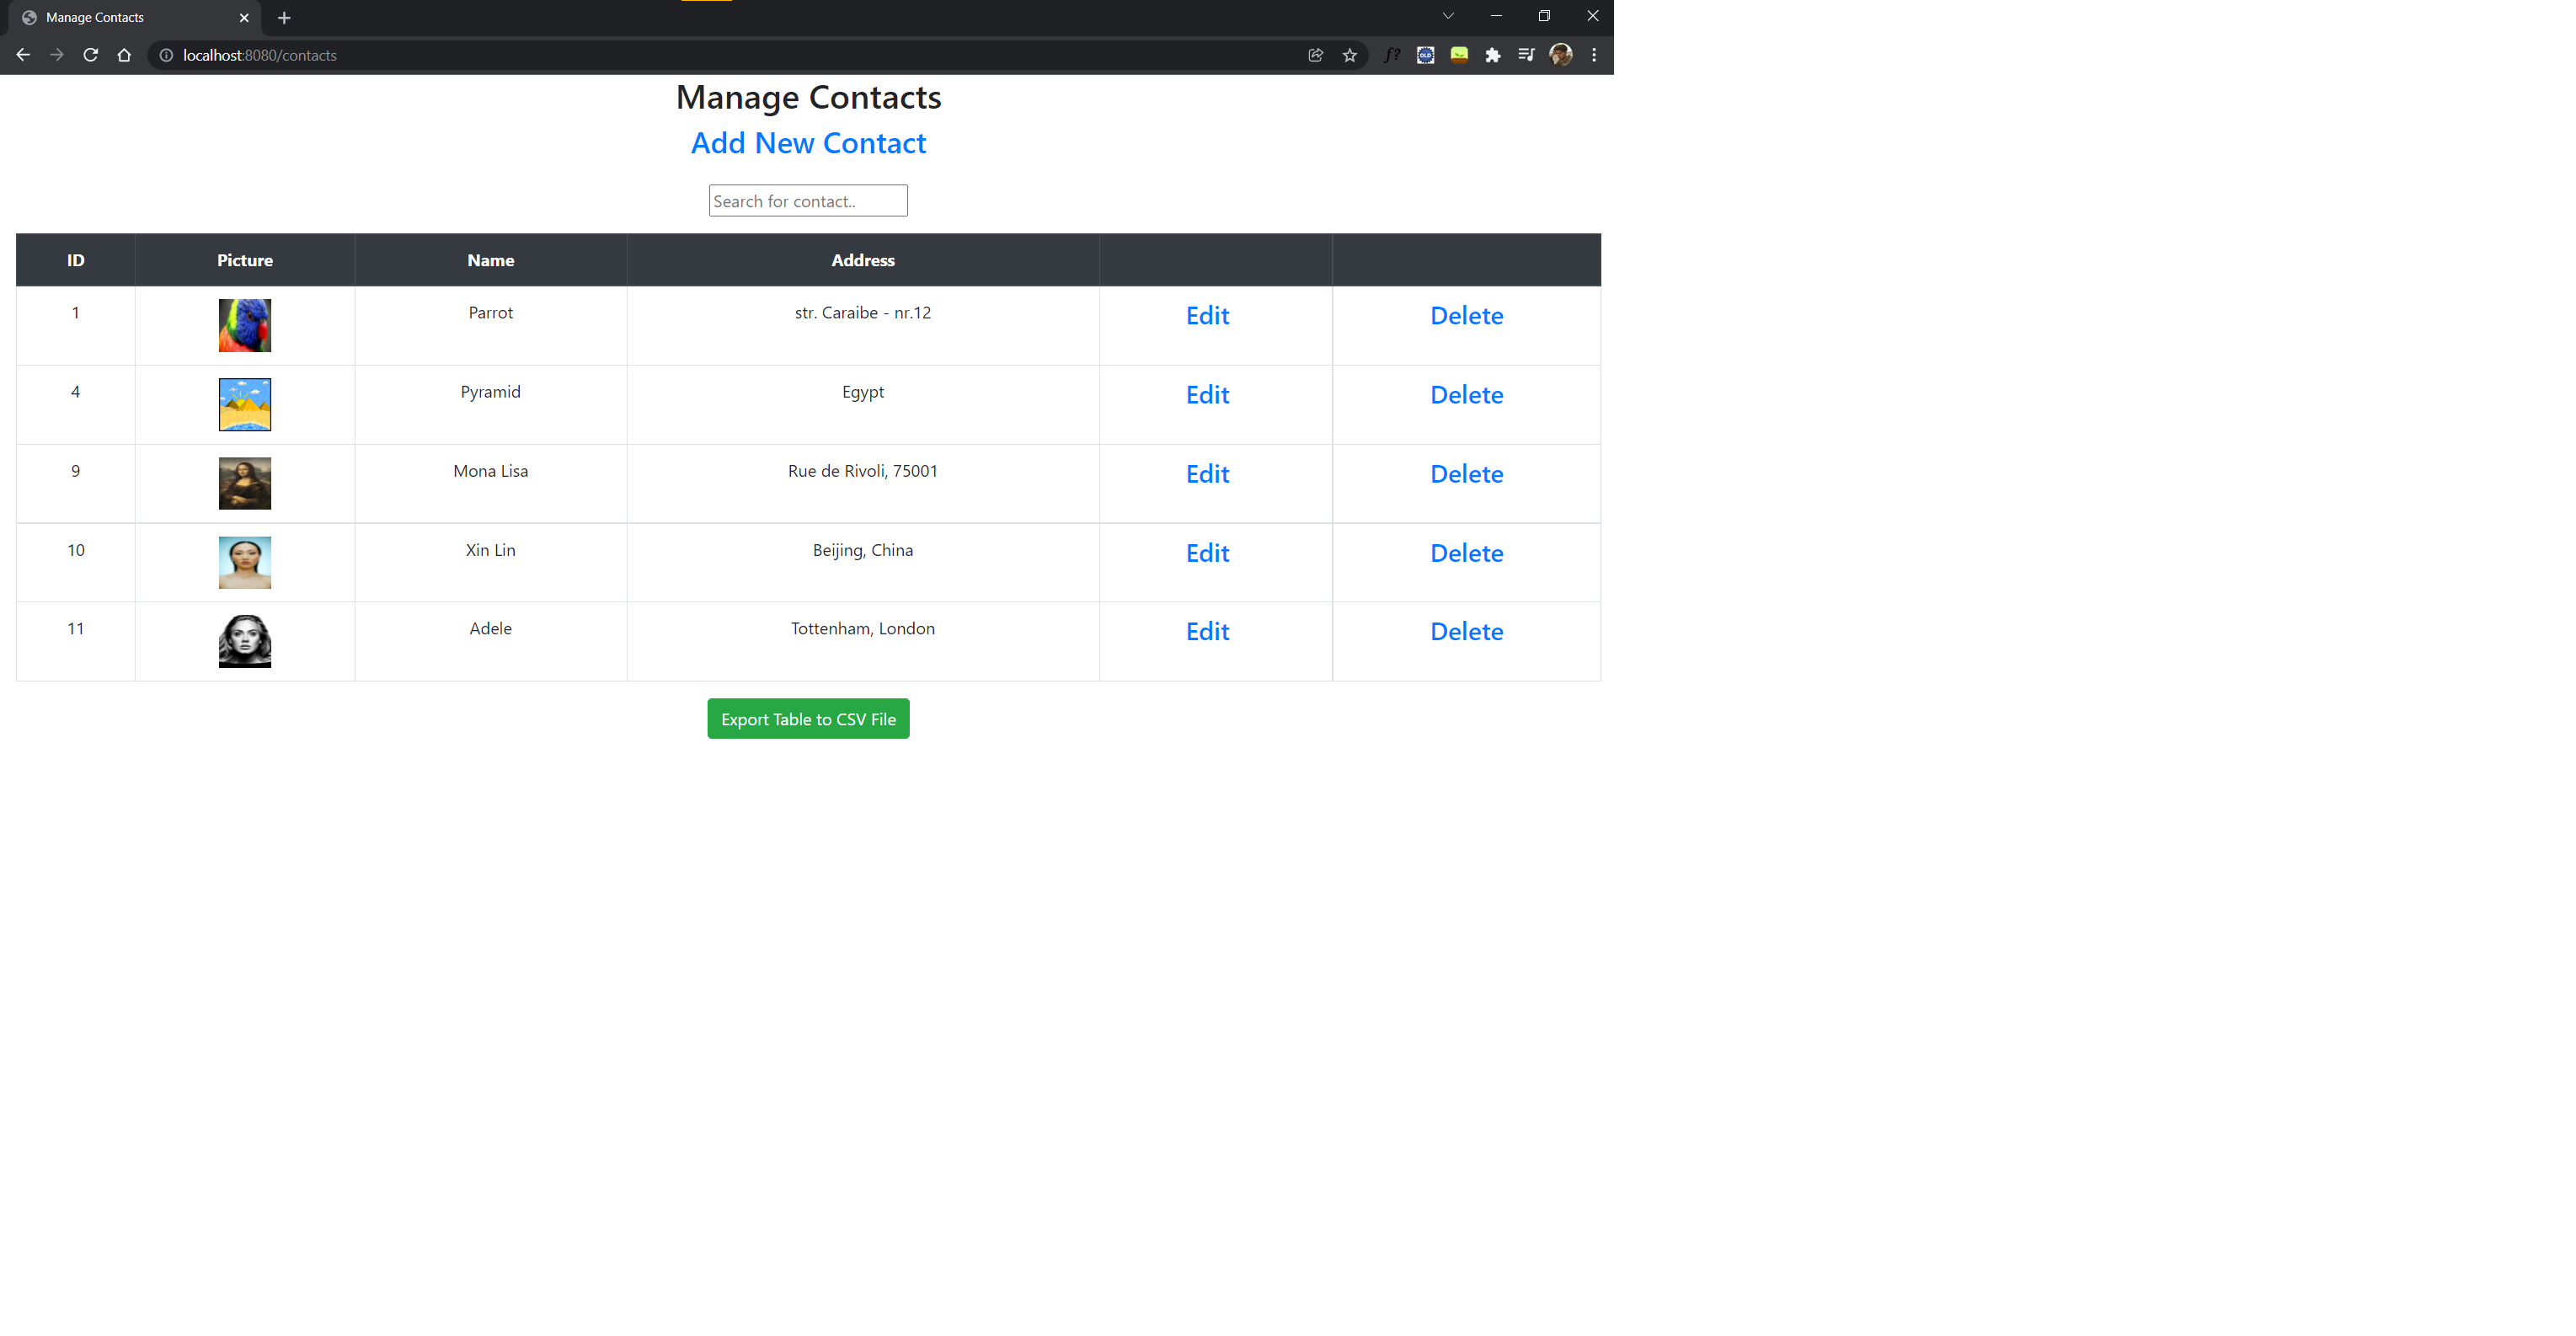 Manage Contacts
localhost:8080/contacts
f?
OLD
Manage Contacts
Add New Contact
Search for contact..
ID Picture Name Address
1 Parrot str. Caraibe - nr.12 Edit Delete
4 Pyramid Egypt Edit Delete
9 Mona Lisa Rue de Rivoli, 75001 Edit Delete
10 Xin Lin Beijing, China Edit Delete
11 Adele Tottenham, London Edit Delete
Export Table to CSV File